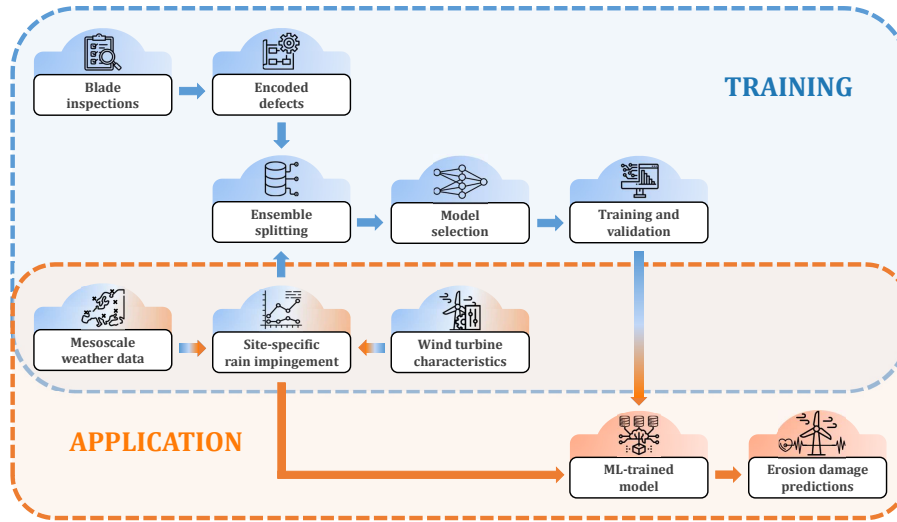 TRAINING
Blade
inspections
Encoded
defects
Ensemble
splitting
Model
selection
Training and
validation
Mesoscale
weather data
Site-specific
rain impingement
Wind turbine
characteristics
APPLICATION
ML-trained
model
Erosion damage
predictions